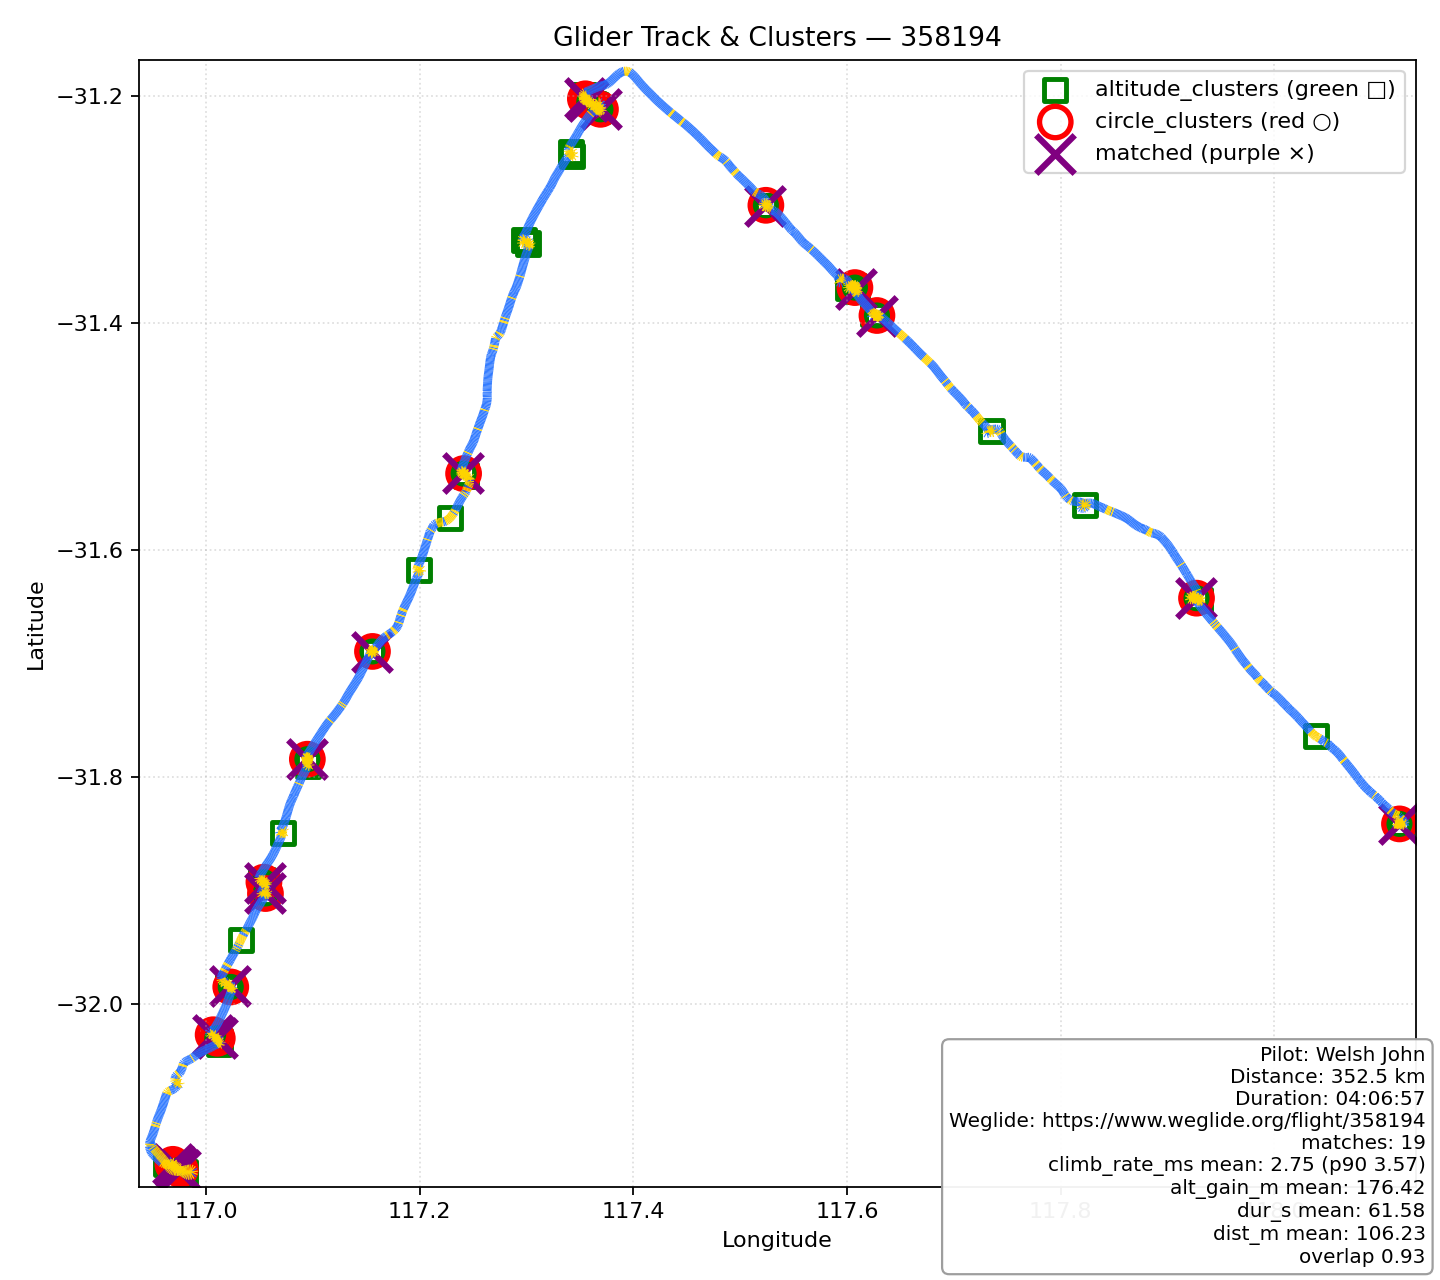 Glider Track & Clusters — 358194
altitude_clusters (green □)
circle_clusters (red ○)
matched (purple ×)
−31.2
−31.4
−31.6
−31.8
−32.0
Latitude
117.0
117.2
117.4
117.6
117.8
Longitude
Pilot: Welsh John
Distance: 352.5 km
Duration: 04:06:57
Weglide: https://www.weglide.org/flight/358194
matches: 19
climb_rate_ms mean: 2.75 (p90 3.57)
alt_gain_m mean: 176.42
dur_s mean: 61.58
dist_m mean: 106.23
overlap 0.93